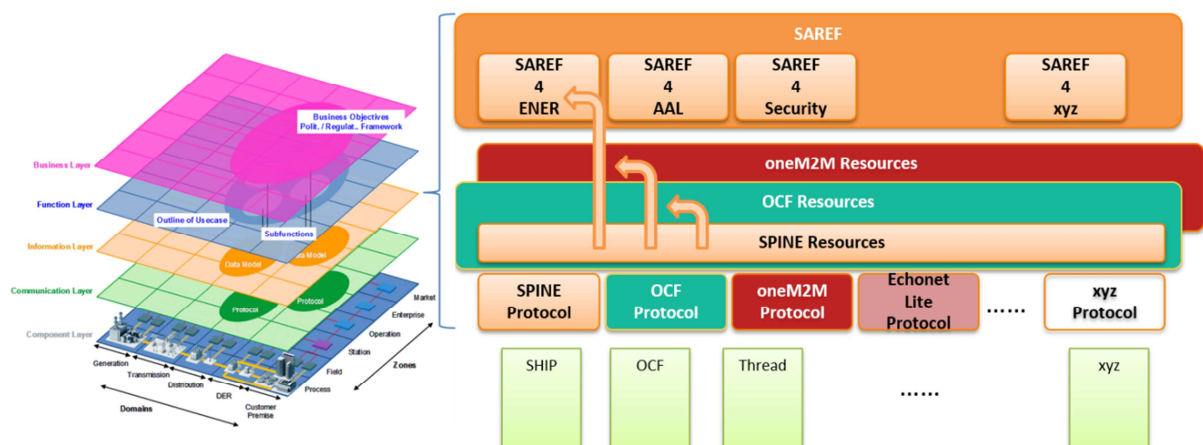 Business Objectives
Polit. / Regulat.. Framework
Business Layer
Function Layer
Outline of Usecase
Subfunctions
Information Layer
Data Model
Data Model
Communication Layer
Protocol
Protocol
Component Layer
Generation
Transmission
Distribution
DER
Customer
Premise
Domains
Process
Field
Station
Operation
Enterprise
Market
Zones
SAREF
SAREF
4
ENER
SAREF
4
AAL
SAREF
4
Security
SAREF
4
xyz
oneM2M Resources
OCF Resources
SPINE Resources
SPINE
Protocol
OCF
Protocol
oneM2M
Protocol
Echonet
Lite
Protocol
......
xyz
Protocol
SHIP
OCF
Thread
......
xyz